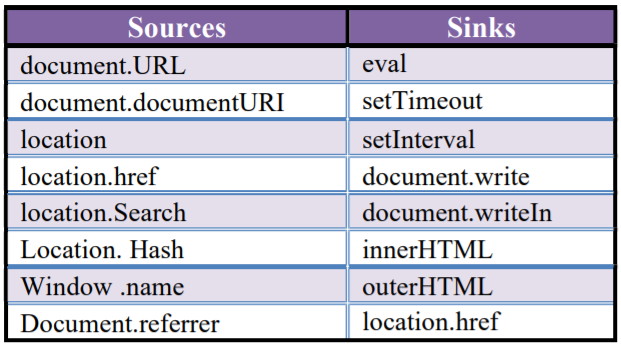 Sources Sinks
document.URL eval
document.documentURI setTimeout
location setInterval
location.href document.write
location.Search document.writeIn
Location. Hash innerHTML
Window .name outerHTML
Document.referrer location.href